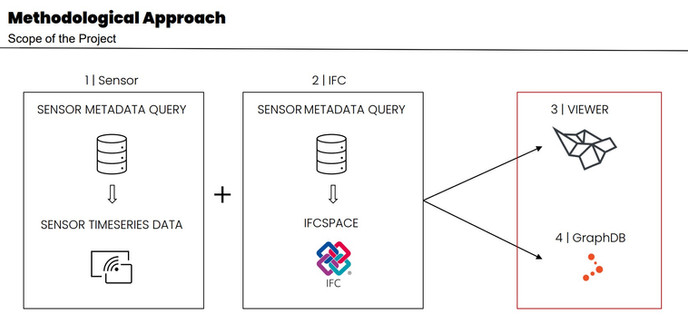 Methodological Approach
Scope of the Project
1 | Sensor
SENSOR METADATA QUERY
SENSOR TIMESERIES DATA
+
2 | IFC
SENSOR METADATA QUERY
IFCSPACE
IFC
3 | VIEWER
4 | GraphDB